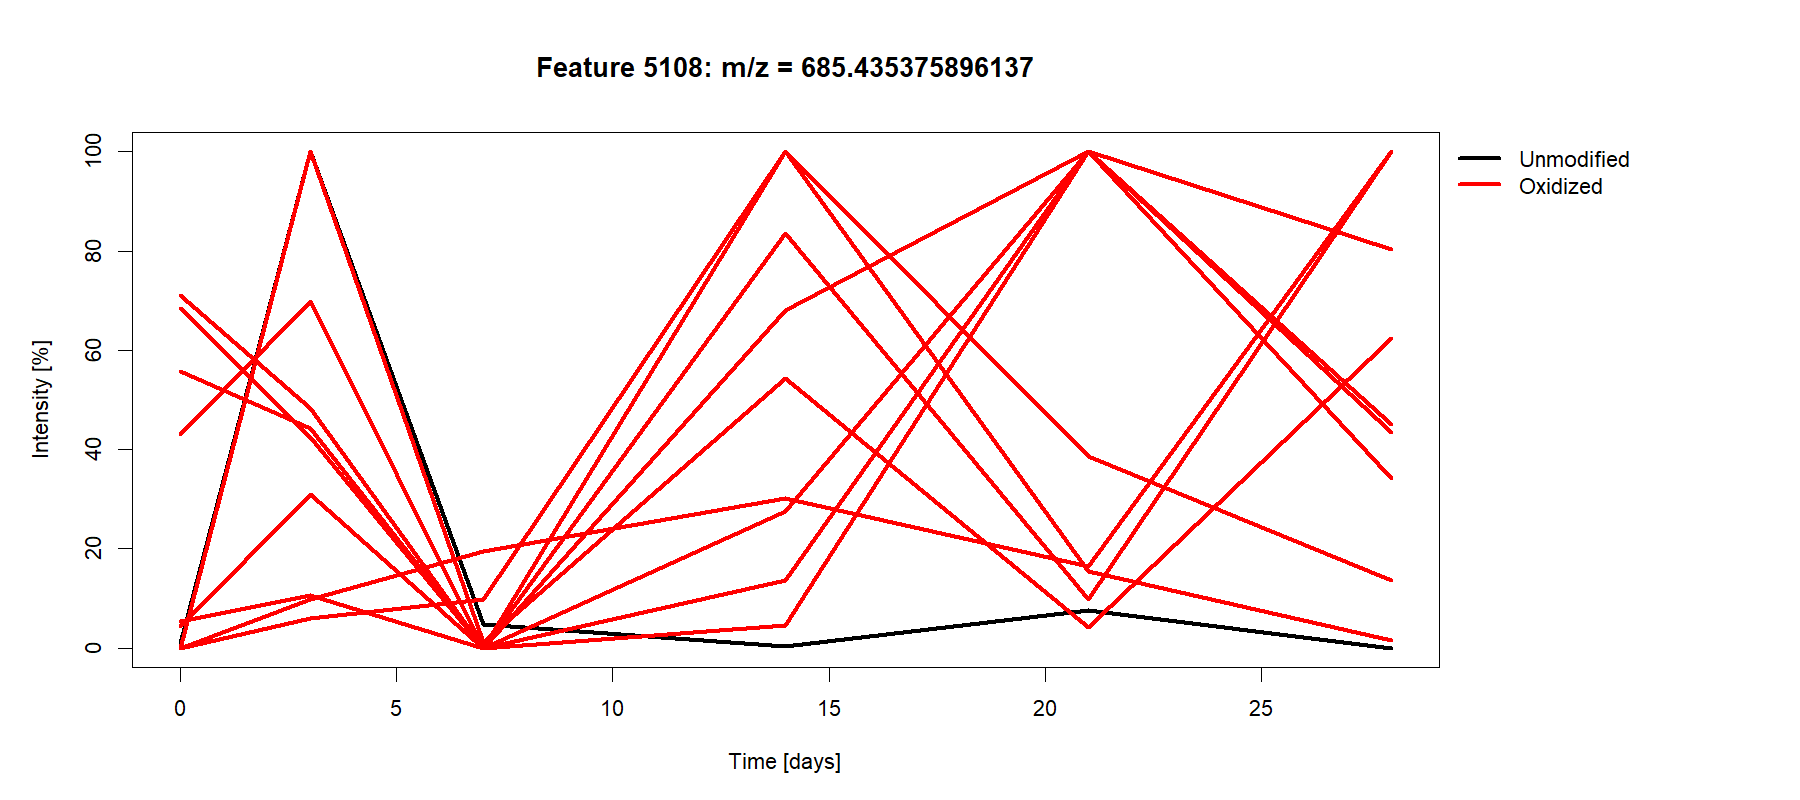 Feature 5108: m/z = 685.435375896137
Unmodified
Oxidized
100
80
60
40
20
0
Intensity [%]
0 5 10 15 20 25
Time [days]